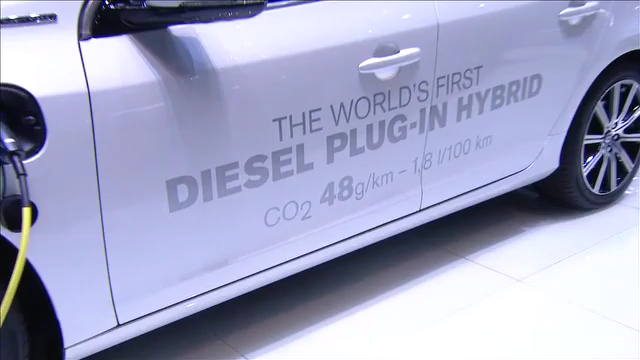 THE WORLD'S FIRST
DIESEL PLUG-IN HYBRID
CO2 48g/km – 1,8 l/100 km